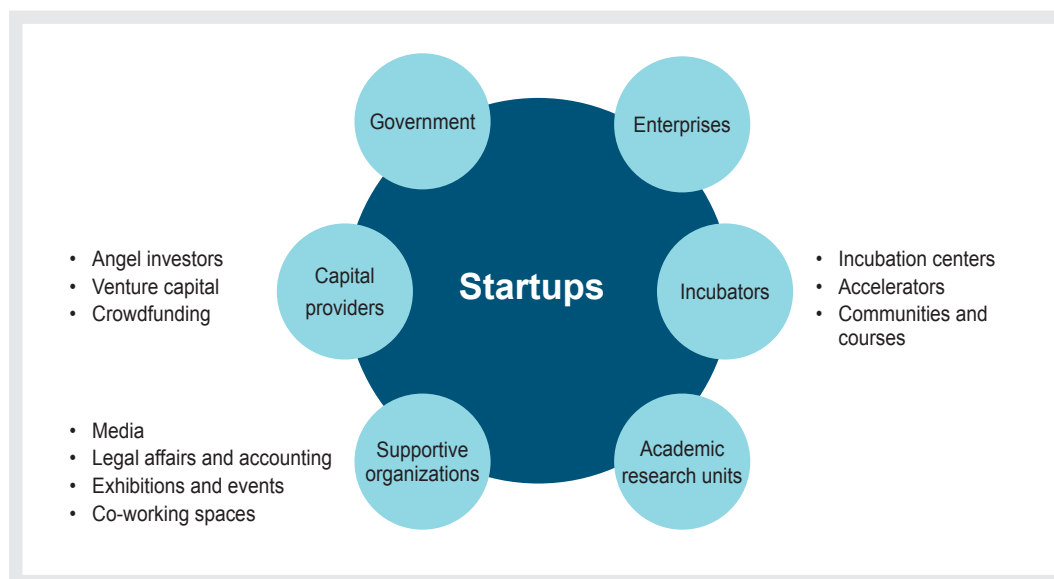 Government
Enterprises
• Angel investors
• Venture capital
• Crowdfunding
Capital
providers
Startups
Incubators
• Incubation centers
• Accelerators
• Communities and
courses
• Media
• Legal affairs and accounting
• Exhibitions and events
• Co-working spaces
Supportive
organizations
Academic
research units